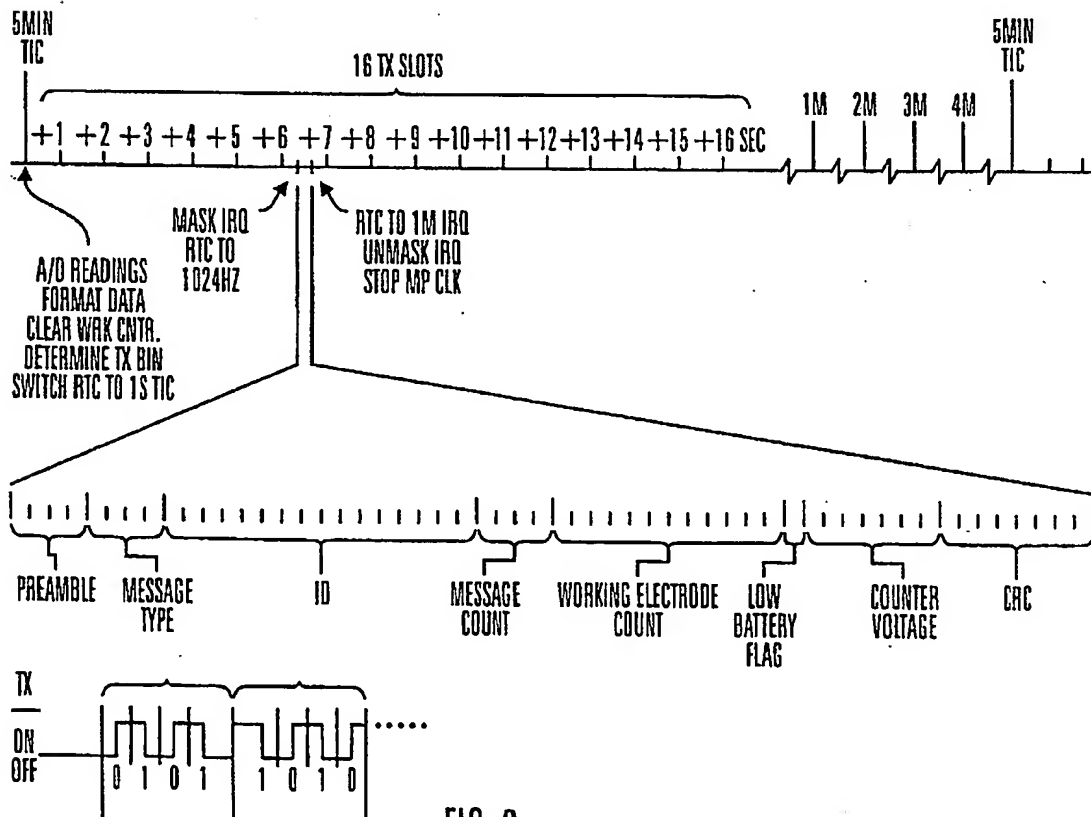 5MIN
TIC
16 TX SLOTS
5MIN
TIC
1M 2M 3M 4M
+1 +2 +3 +4 +5 +6 +7 +8 +9 +10 +11 +12 +13 +14 +15 +16 SEC
MASK IRQ
RTC TO
1024HZ
RTC TO 1M IRQ
UNMASK IRQ
STOP MP CLK
A/D READINGS
FORMAT DATA
CLEAR WRK CNTR.
DETERMINE TX BIN
SWITCH RTC TO 1S TIC
PREAMBLE
MESSAGE
TYPE
ID
MESSAGE
COUNT
WORKING ELECTRODE
COUNT
LOW
BATTERY
FLAG
COUNTER
VOLTAGE
CRC
TX
ON
OFF
0 1 0 1 1 0 1 0